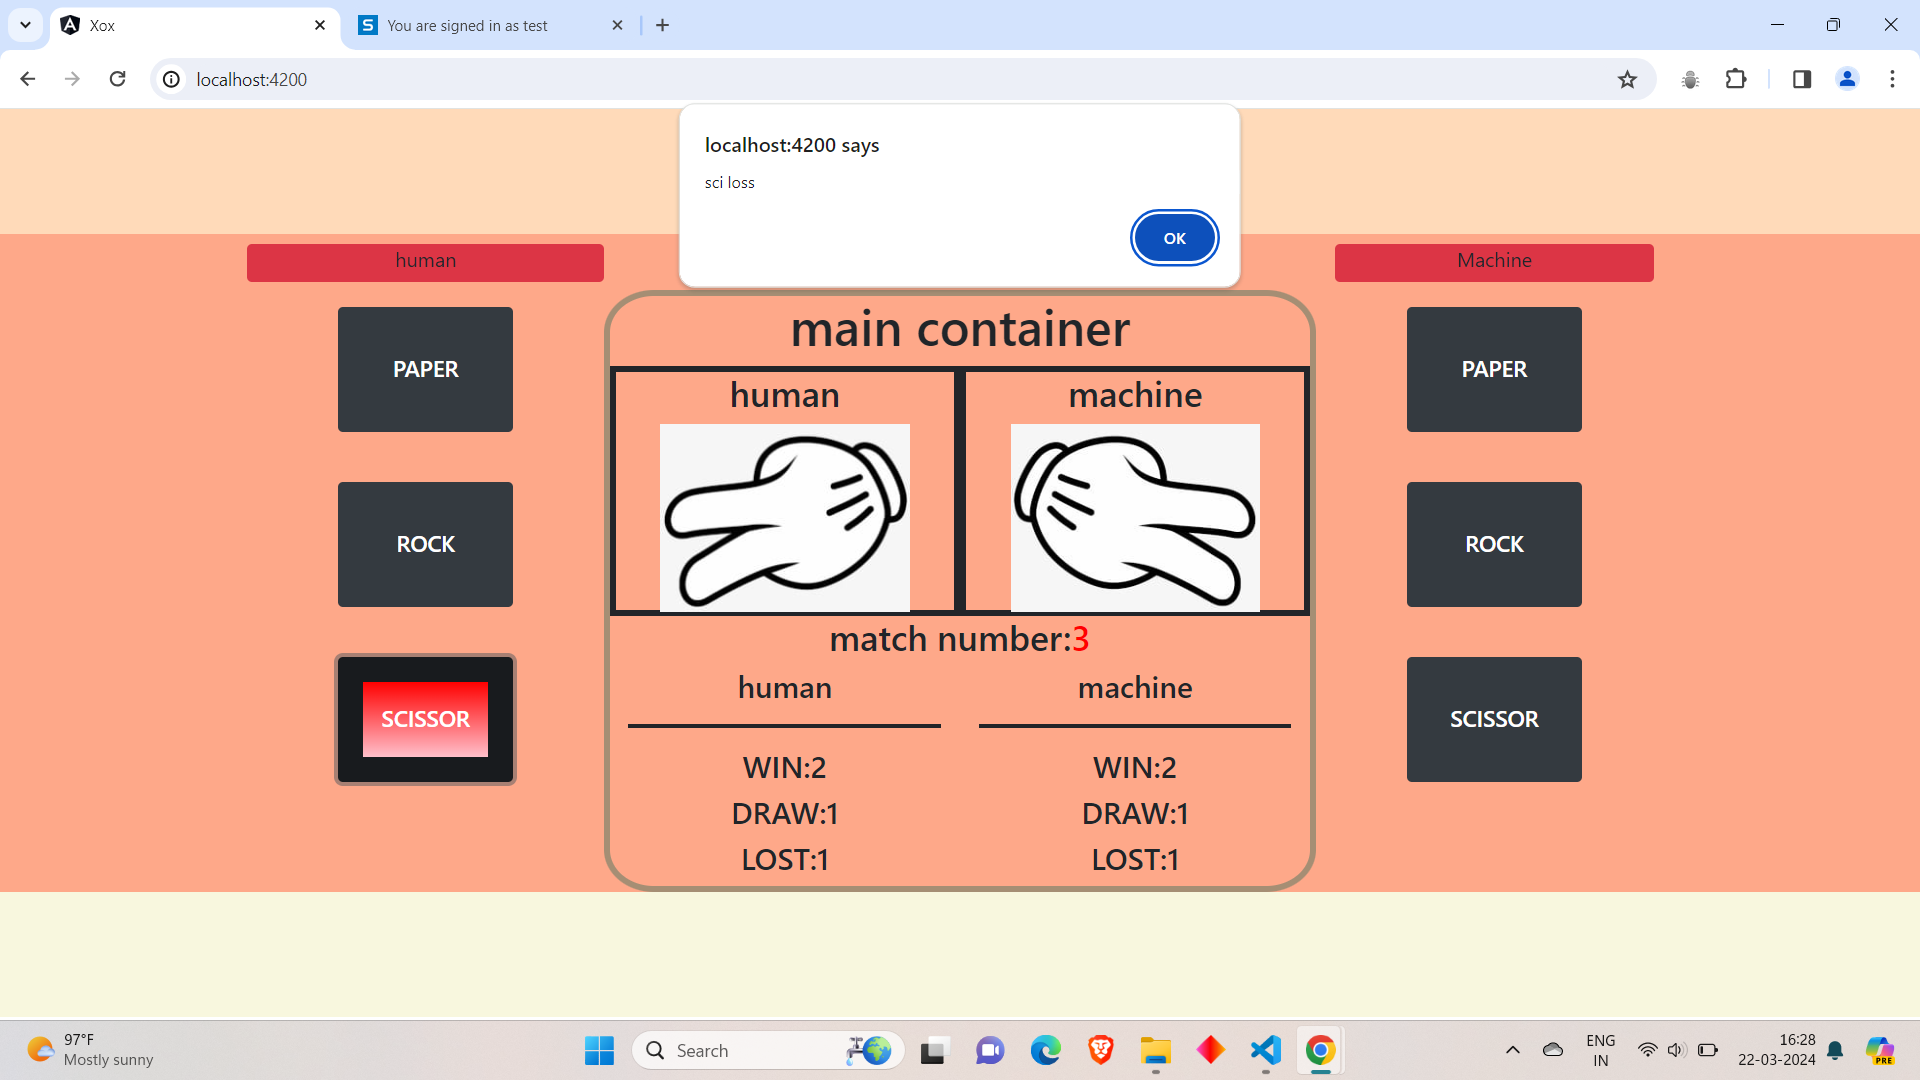 Xox
S You are signed in as test
localhost:4200
localhost:4200 says
sci loss
OK
human
Machine
main container
PAPER
human
machine
PAPER
ROCK
ROCK
match number:3
human
machine
SCISSOR
SCISSOR
WIN:2
WIN:2
DRAW:1
DRAW:1
LOST:1
LOST:1
97°F
Mostly sunny
Search
PRE
ENG
IN
16:28
22-03-2024